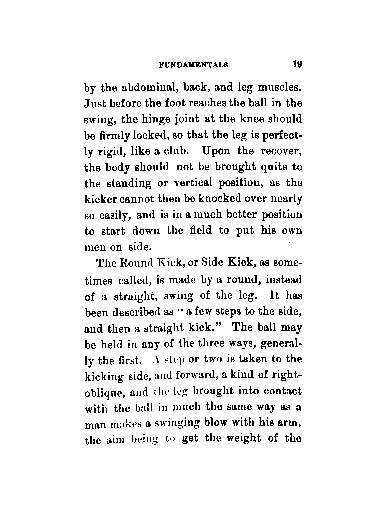 FUNDAMENTALS 19
by the abdominal, back, and leg muscles.
Just before the foot reaches the ball in the
swing, the hinge joint at the knee should
be firmly locked, so that the leg is perfect-
ly rigid, like a club. Upon the recover,
the body should not be brought quite to
the standing or vertical position, as the
kicker cannot then be knocked over nearly
so easily, and is in a much better position
to start down the field to put his own
men on side.
The Round Kick, or Side Kick, as some-
times called, is made by a round, instead
of a straight, swing of the leg. It has
been described as "a few steps to the side,
and then a straight kick." The ball may
be held in any of the three ways, general-
ly the first. A step or two is taken to the
kicking side, and forward, a kind of right-
oblique, and the leg brought into contact
with the ball in much the same way as a
man makes a swinging blow with his arm,
the aim being to get the weight of the